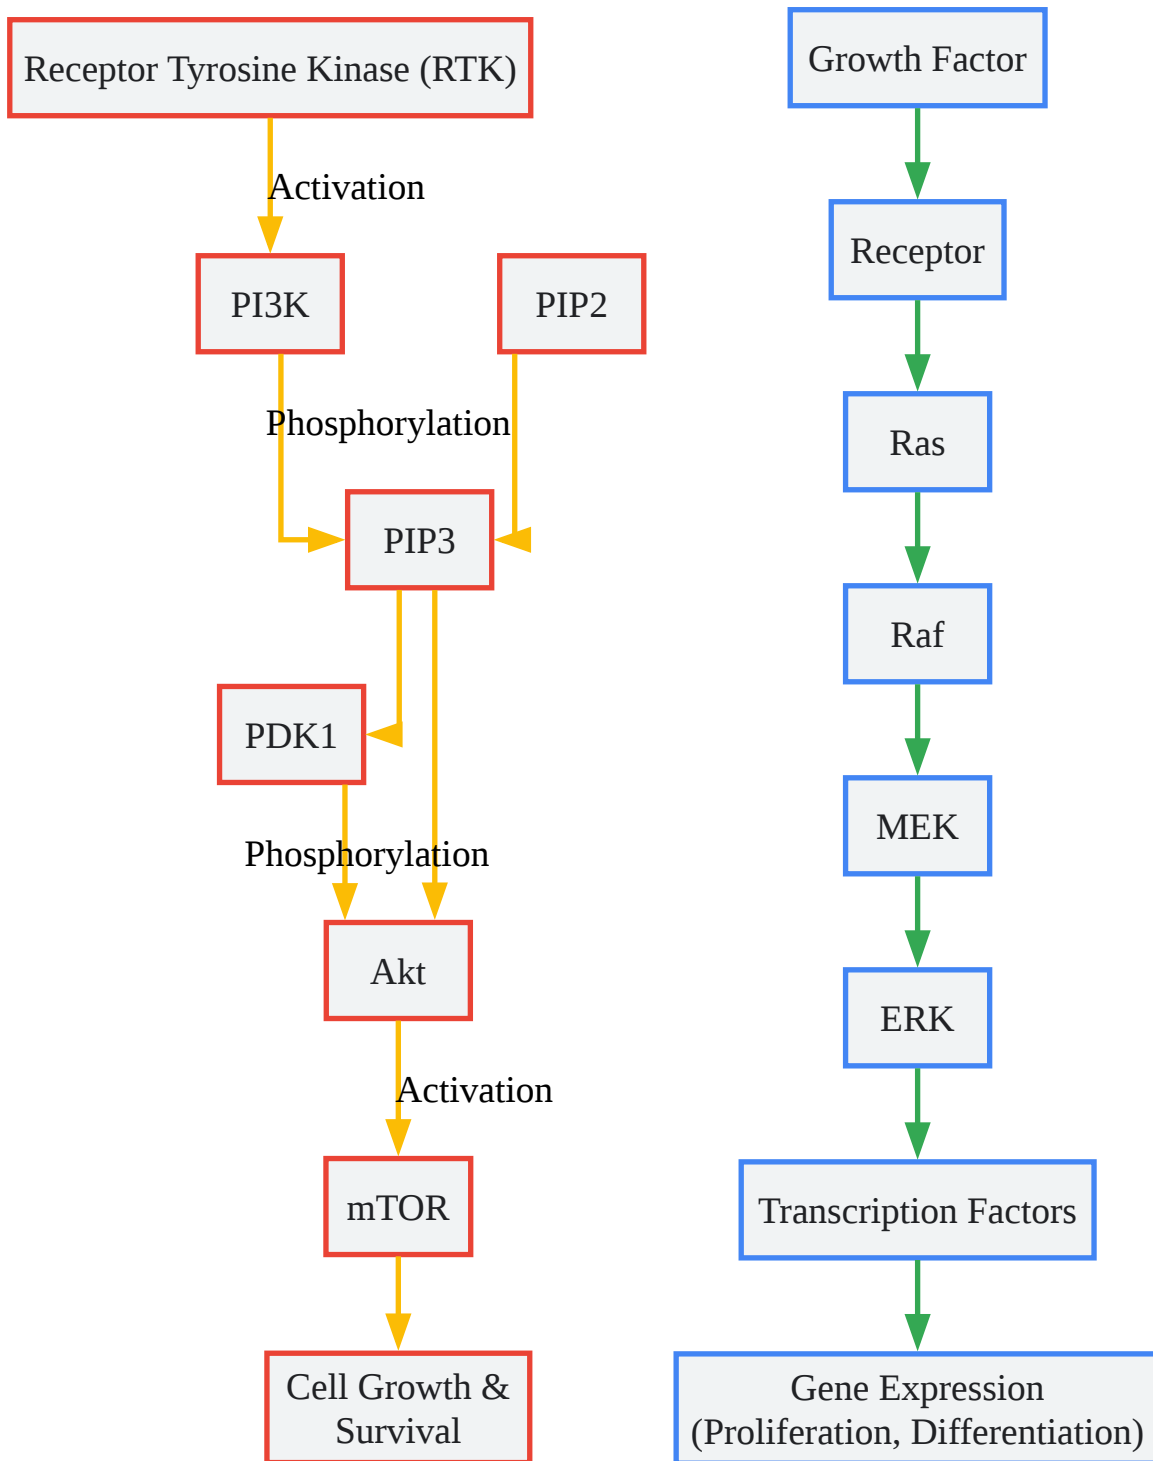 Receptor Tyrosine Kinase (RTK)
Activation
PI3K
PIP2
Phosphorylation
PIP3
PDK1
Phosphorylation
Akt
Activation
mTOR
Cell Growth &
Survival
Growth Factor
Receptor
Ras
Raf
MEK
ERK
Transcription Factors
Gene Expression
(Proliferation, Differentiation)